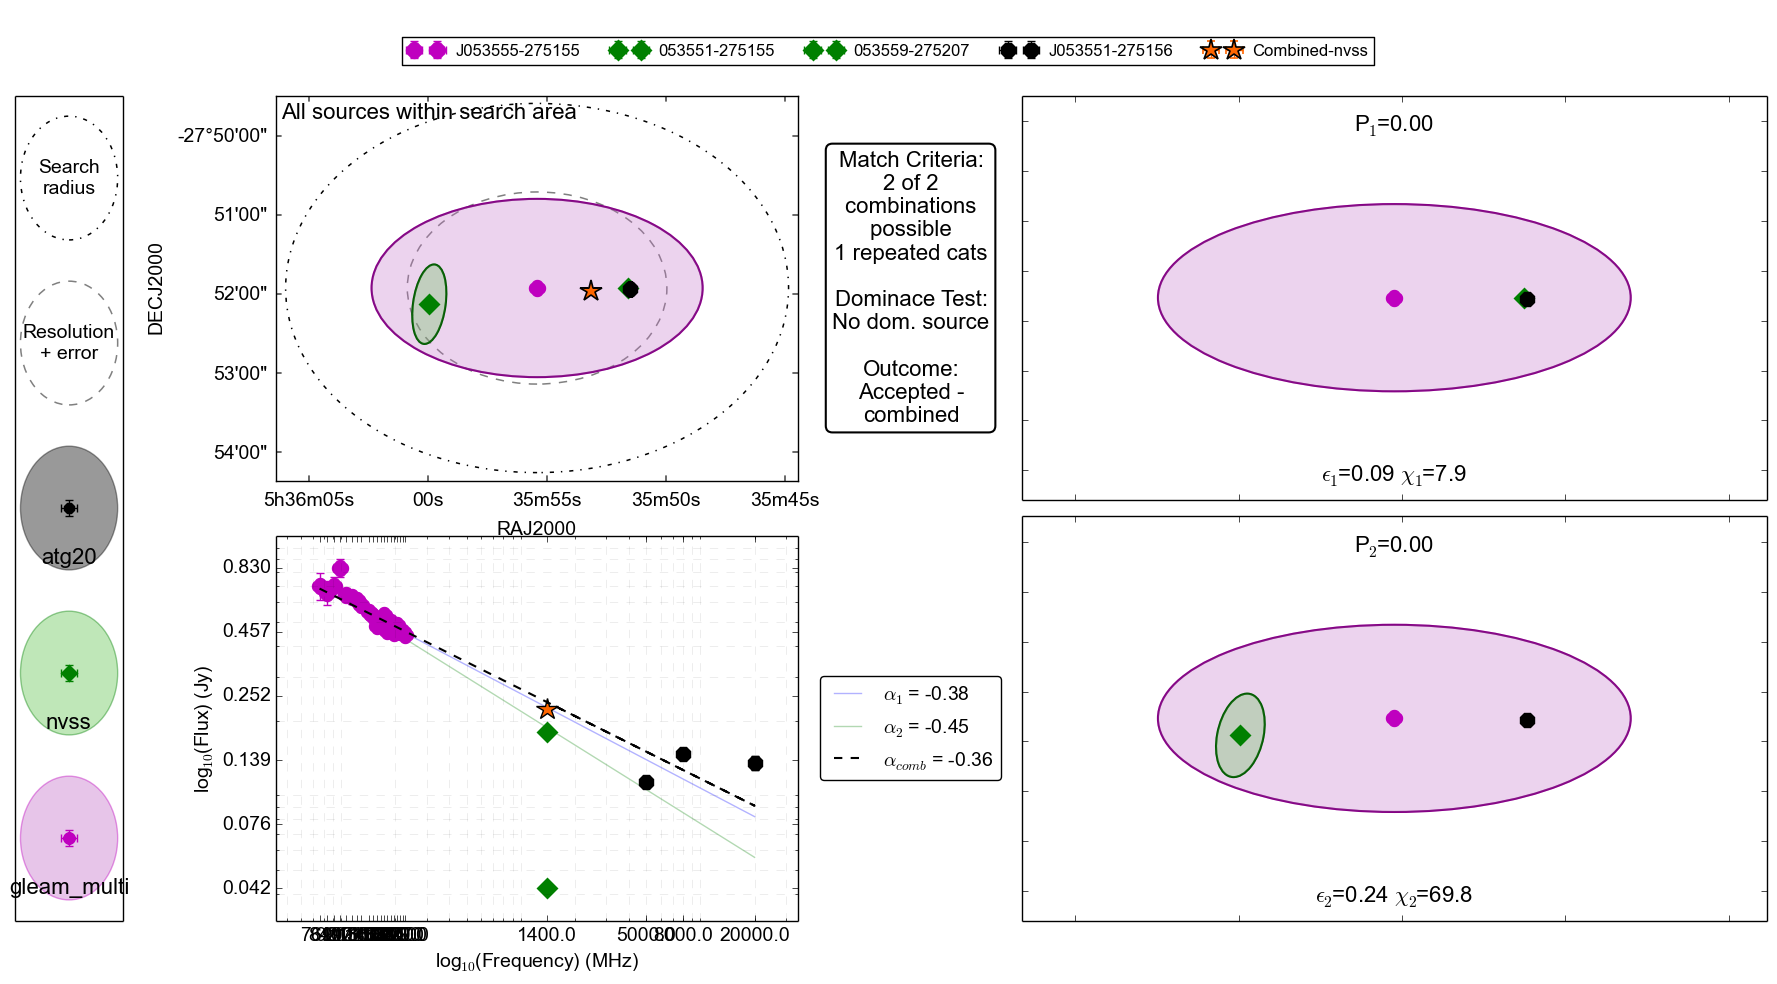 J053555-275155 053551-275155 053559-275207 J053551-275156 Combined-nvss
Search
radius
Resolution
+ error
atg20
nvss
gleam_multi
All sources within search area
DECJ2000
-27°50'00"
51'00"
52'00"
53'00"
54'00"
5h36m05s 00s 35m55s 35m50s 35m45s
RAJ2000
Match Criteria:
2 of 2
combinations
possible
1 repeated cats
Dominace Test:
No dom. source
Outcome:
Accepted -
combined
P1=0.00
ϵ1=0.09 χ1=7.9
log10(Flux) (Jy)
0.830
0.457
0.252
0.139
0.076
0.042
1400.0 5000.0 8000.0 20000.0
log10(Frequency) (MHz)
α1 = -0.38
α2 = -0.45
αcomb = -0.36
P2=0.00
ϵ2=0.24 χ2=69.8